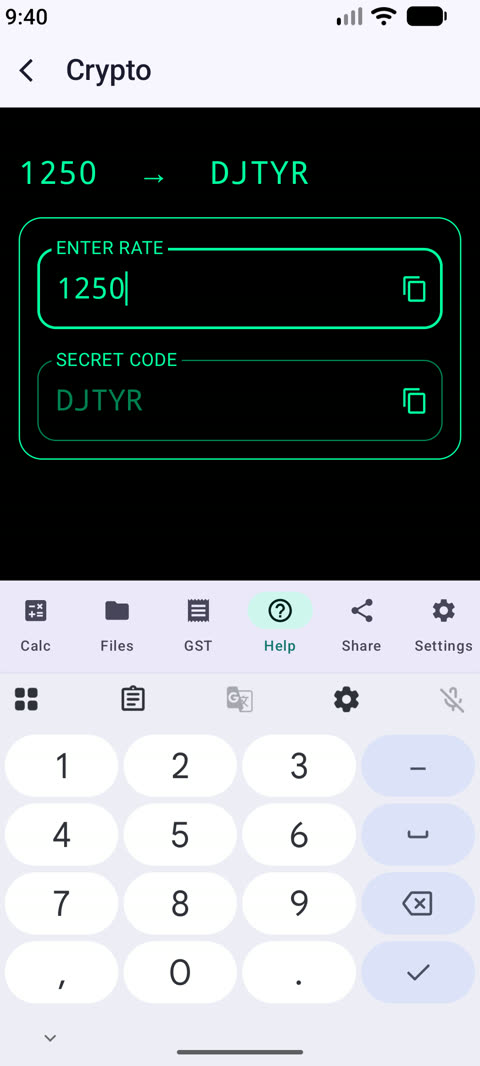 9:40
Crypto
1250 → DJTYR
ENTER RATE
1250
SECRET CODE
DJTYR
Calc Files GST Help Share Settings
1 2 3 –
4 5 6
7 8 9
, 0 .